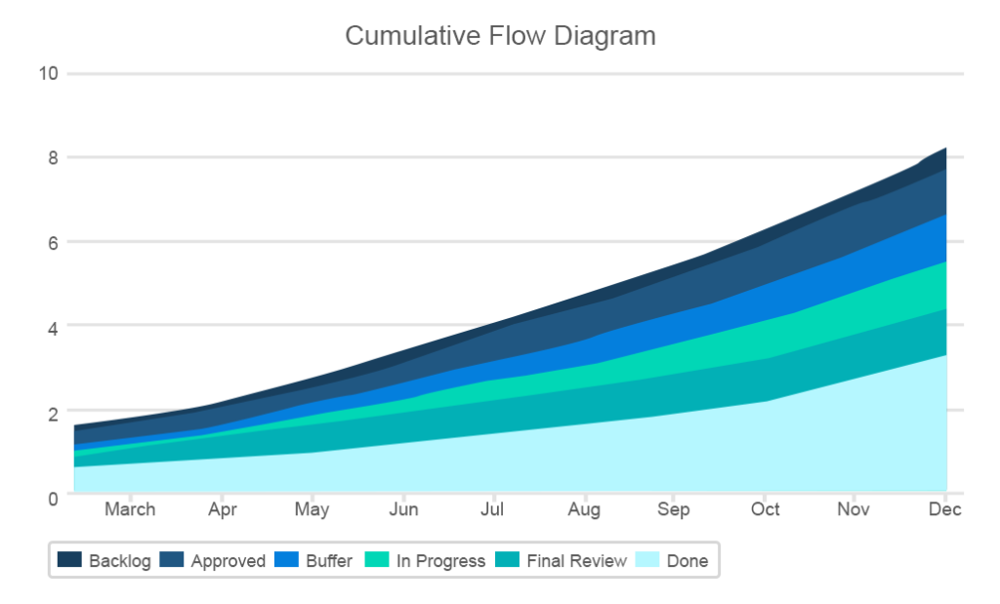 Cumulative Flow Diagram
10
8
6
4
2
0
March Apr May Jun Jul Aug Sep Oct Nov Dec
Backlog Approved Buffer In Progress Final Review Done